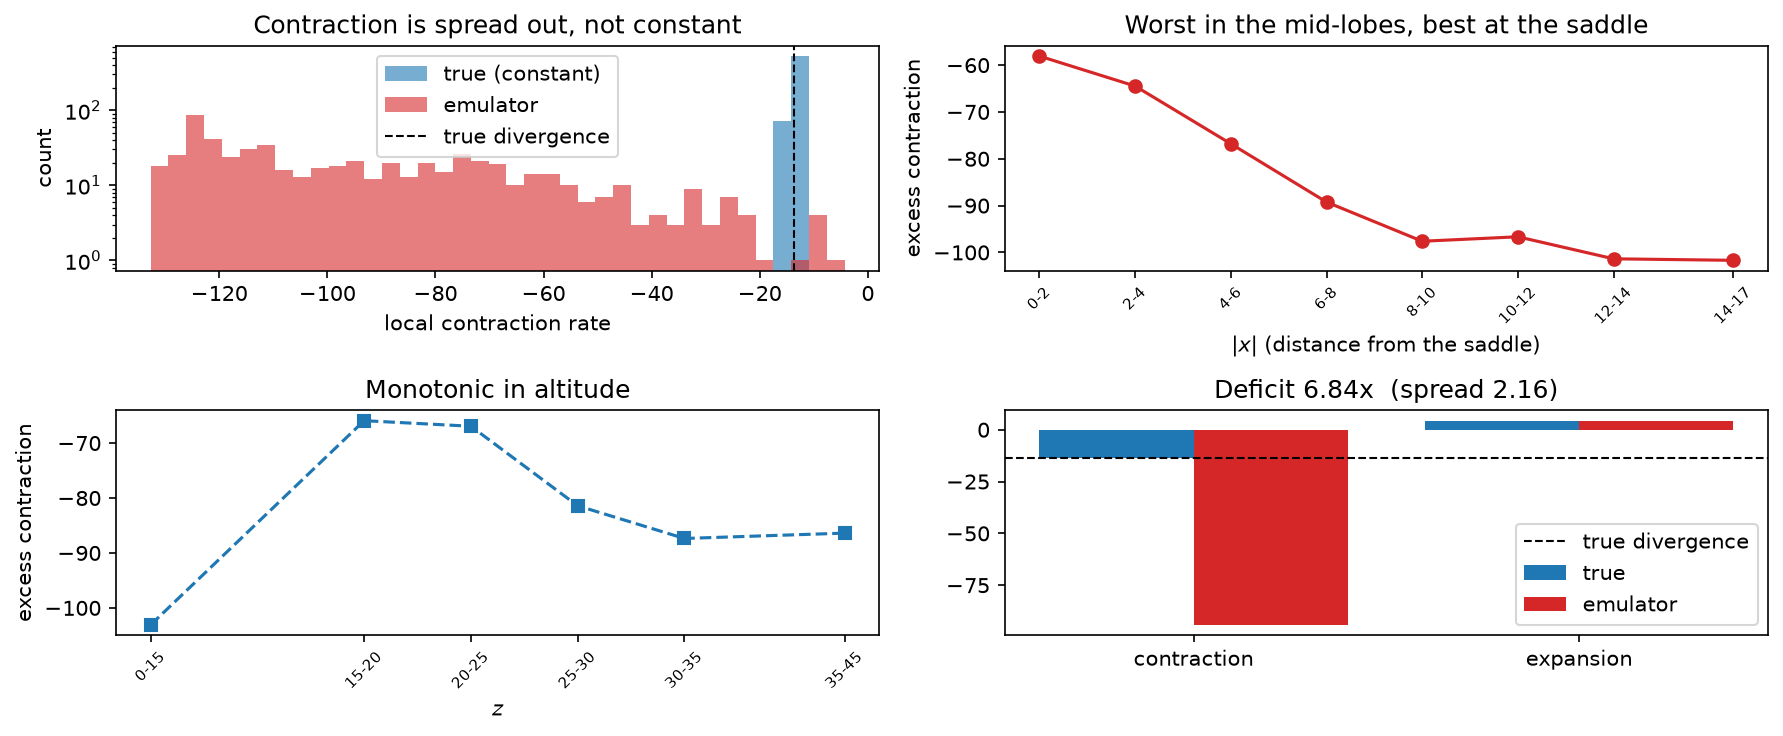 Contraction is spread out, not constant
count
10²
10¹
10⁰
true (constant)
emulator
true divergence
−120 −100 −80 −60 −40 −20 0
local contraction rate
Worst in the mid-lobes, best at the saddle
excess contraction
−60
−70
−80
−90
−100
0-2 2-4 4-6 6-8 8-10 10-12 12-14 14-17
|x| (distance from the saddle)
Monotonic in altitude
excess contraction
−70
−80
−90
−100
0-15 15-20 20-25 25-30 30-35 35-45
z
Deficit 6.84x (spread 2.16)
0
−25
−50
−75
true divergence
true
emulator
contraction expansion